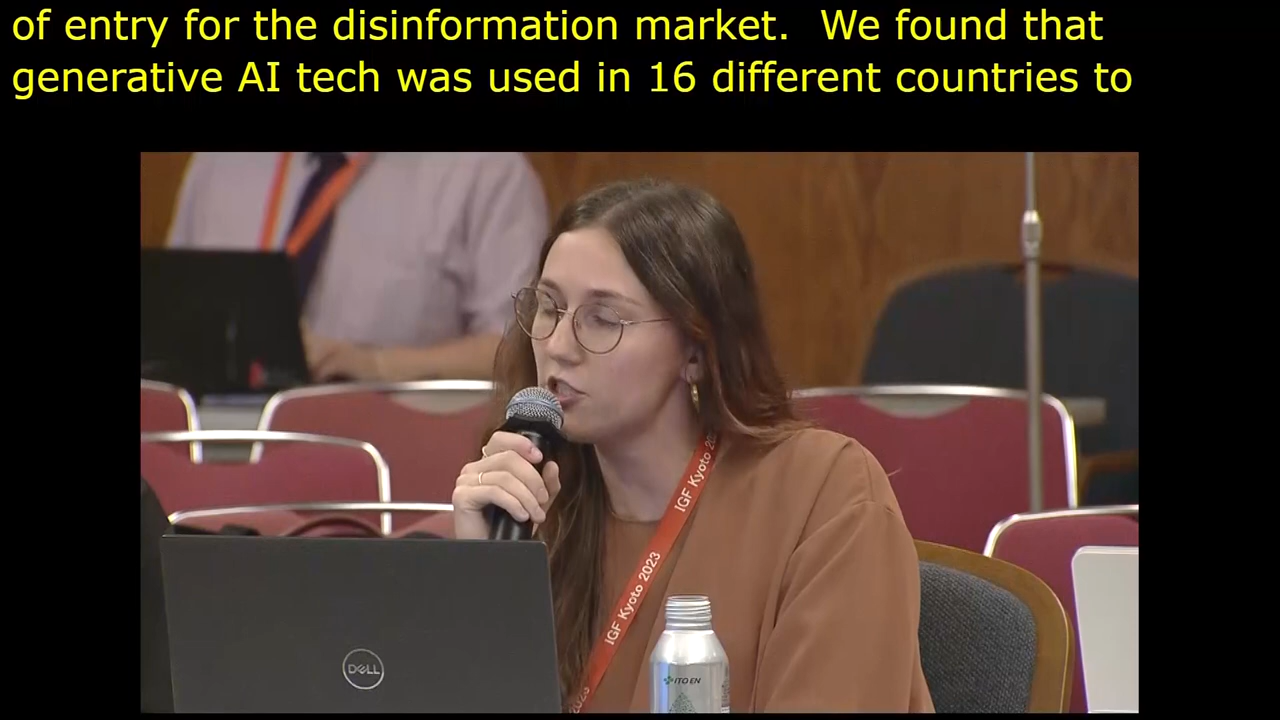 of entry for the disinformation market.  We found that
generative AI tech was used in 16 different countries to
IGF Kyoto 20
IGF Kyoto 2023
2023
DELL
ITO EN